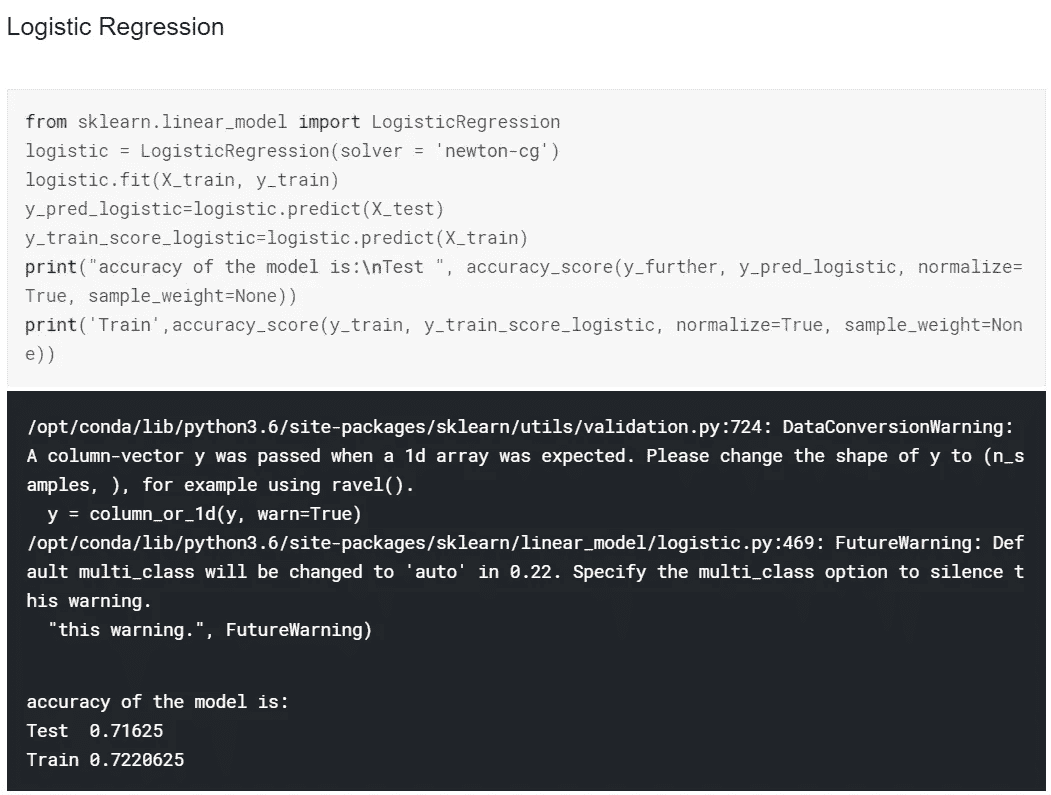 Logistic Regression
from sklearn.linear_model import LogisticRegression
logistic = LogisticRegression(solver = 'newton-cg')
logistic.fit(X_train, y_train)
y_pred_logistic=logistic.predict(X_test)
y_train_score_logistic=logistic.predict(X_train)
print("accuracy of the model is:\nTest ", accuracy_score(y_further, y_pred_logistic, normalize=
True, sample_weight=None))
print('Train',accuracy_score(y_train, y_train_score_logistic, normalize=True, sample_weight=Non
e))
/opt/conda/lib/python3.6/site-packages/sklearn/utils/validation.py:724: DataConversionWarning:
A column-vector y was passed when a 1d array was expected. Please change the shape of y to (n_s
amples, ), for example using ravel().
  y = column_or_1d(y, warn=True)
/opt/conda/lib/python3.6/site-packages/sklearn/linear_model/logistic.py:469: FutureWarning: Def
ault multi_class will be changed to 'auto' in 0.22. Specify the multi_class option to silence t
his warning.
  "this warning.", FutureWarning)
accuracy of the model is:
Test  0.71625
Train 0.7220625